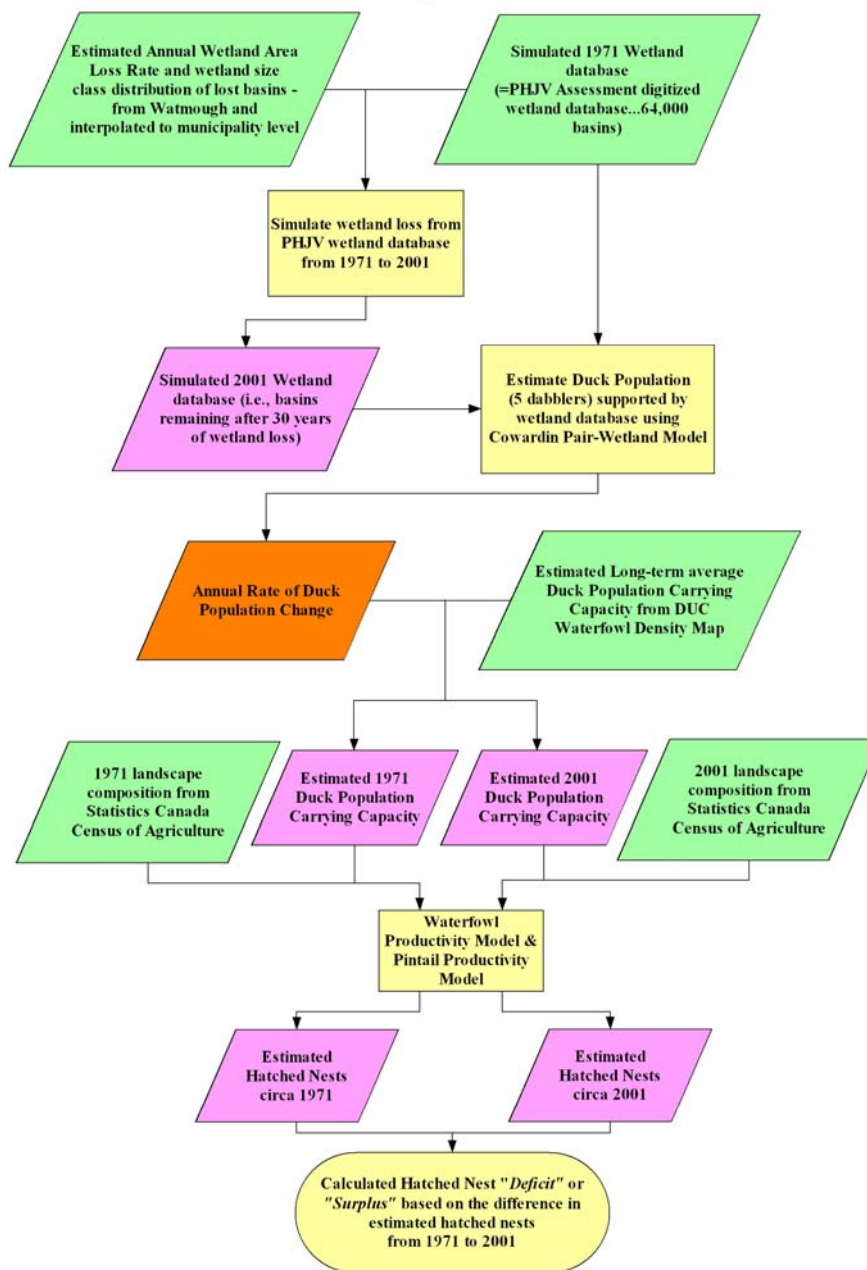 Estimated Annual Wetland Area
Loss Rate and wetland size
class distribution of lost basins -
from Watmough and
interpolated to municipality level
Simulated 1971 Wetland
database
(=PHJV Assessment digitized
wetland database...64,000
basins)
Simulate wetland loss from
PHJV wetland database
from 1971 to 2001
Simulated 2001 Wetland
database (i.e., basins
remaining after 30 years
of wetland loss)
Estimate Duck Population
(5 dabblers) supported by
wetland database using
Cowardin Pair-Wetland Model
Annual Rate of Duck
Population Change
Estimated Long-term average
Duck Population Carrying
Capacity from DUC
Waterfowl Density Map
1971 landscape
composition from
Statistics Canada
Census of Agriculture
Estimated 1971
Duck Population
Carrying Capacity
Estimated 2001
Duck Population
Carrying Capacity
2001 landscape
composition from
Statistics Canada
Census of Agriculture
Waterfowl
Productivity Model &
Pintail Productivity
Model
Estimated
Hatched Nests
circa 1971
Estimated
Hatched Nests
circa 2001
Calculated Hatched Nest "Deficit" or
"Surplus" based on the difference in
estimated hatched nests
from 1971 to 2001